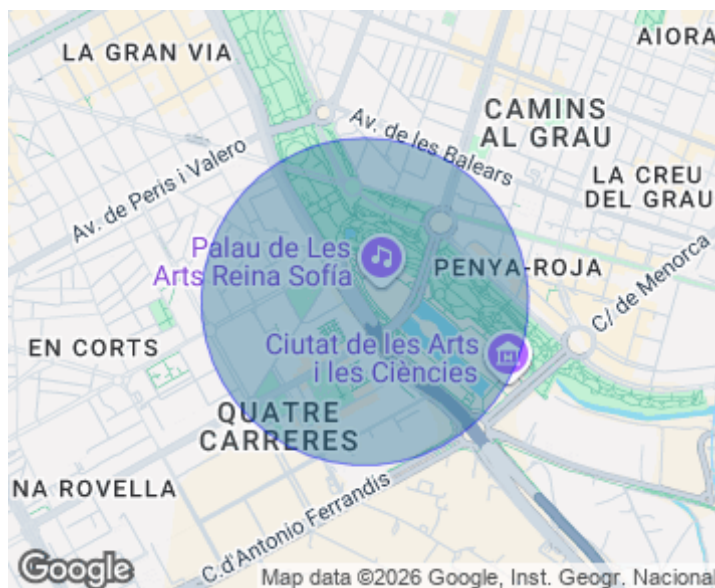 LA GRAN VIA
AIORA
Av. de les Balears
CAMINS
AL GRAU
Av. de Peris i Valero
LA CREU
DEL GRAU
Palau de Les
Arts Reina Sofía
PENYA-ROJA
C/ de Menorca
EN CORTS
Ciutat de les Arts
i les Ciències
QUATRE
CARRERES
NA ROVELLA
C.d'Antonio Ferrandis
Google
Map data ©2026 Google, Inst. Geogr. Nacional